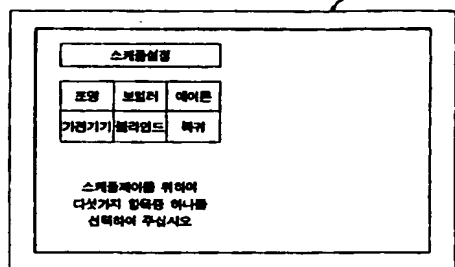 스케쥴설정
조명 보일러 에어콘
가전기기 블라인드 복귀
스케쥴제어를 위하여
다섯가지 항목중 하나를
선택하여 주십시오